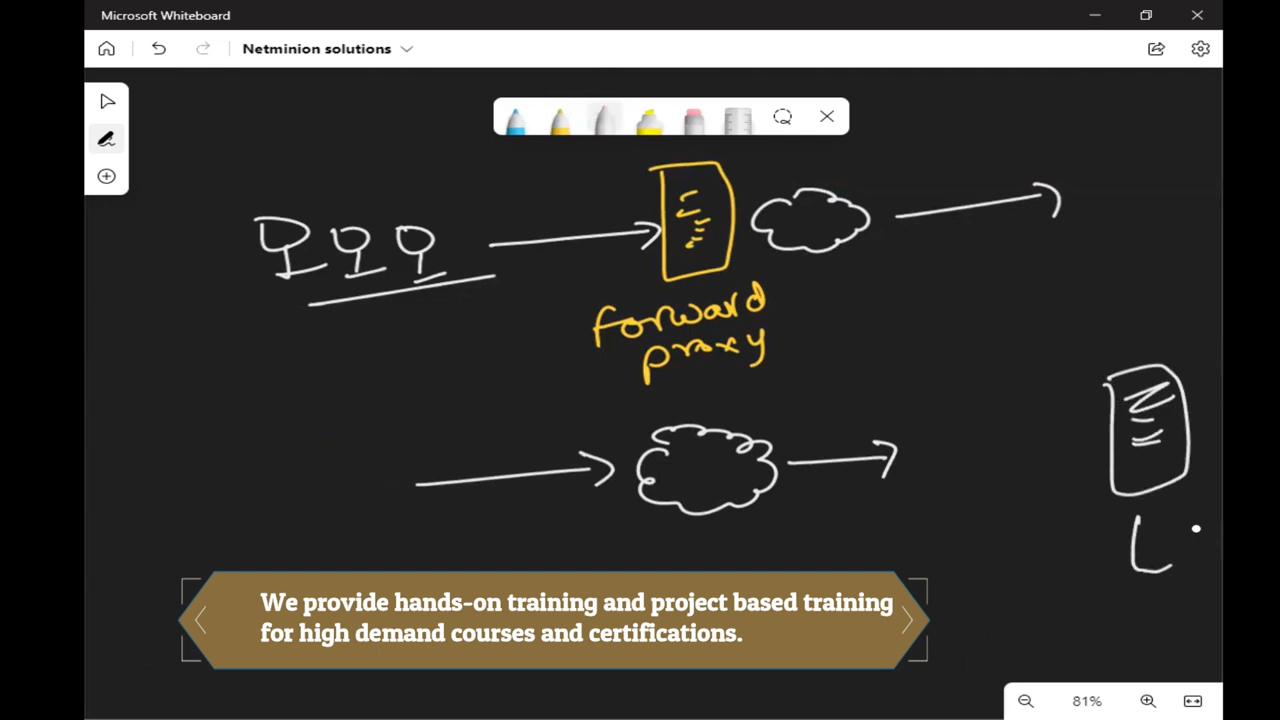 Microsoft Whiteboard
Netminion solutions
forward
proxy
L
We provide hands-on training and project based training
for high demand courses and certifications.
81%